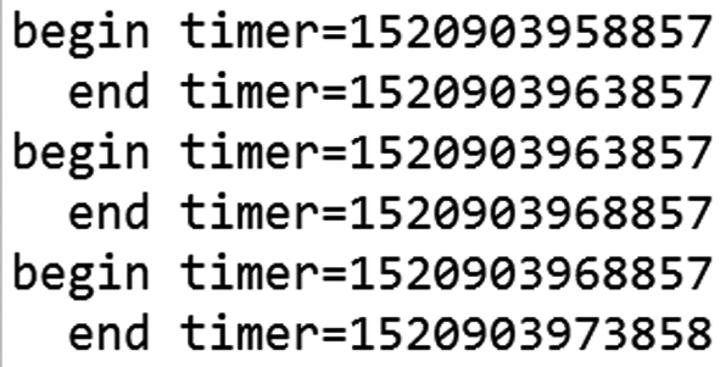 begin timer=1520903958857
  end timer=1520903963857
begin timer=1520903963857
  end timer=1520903968857
begin timer=1520903968857
  end timer=1520903973858